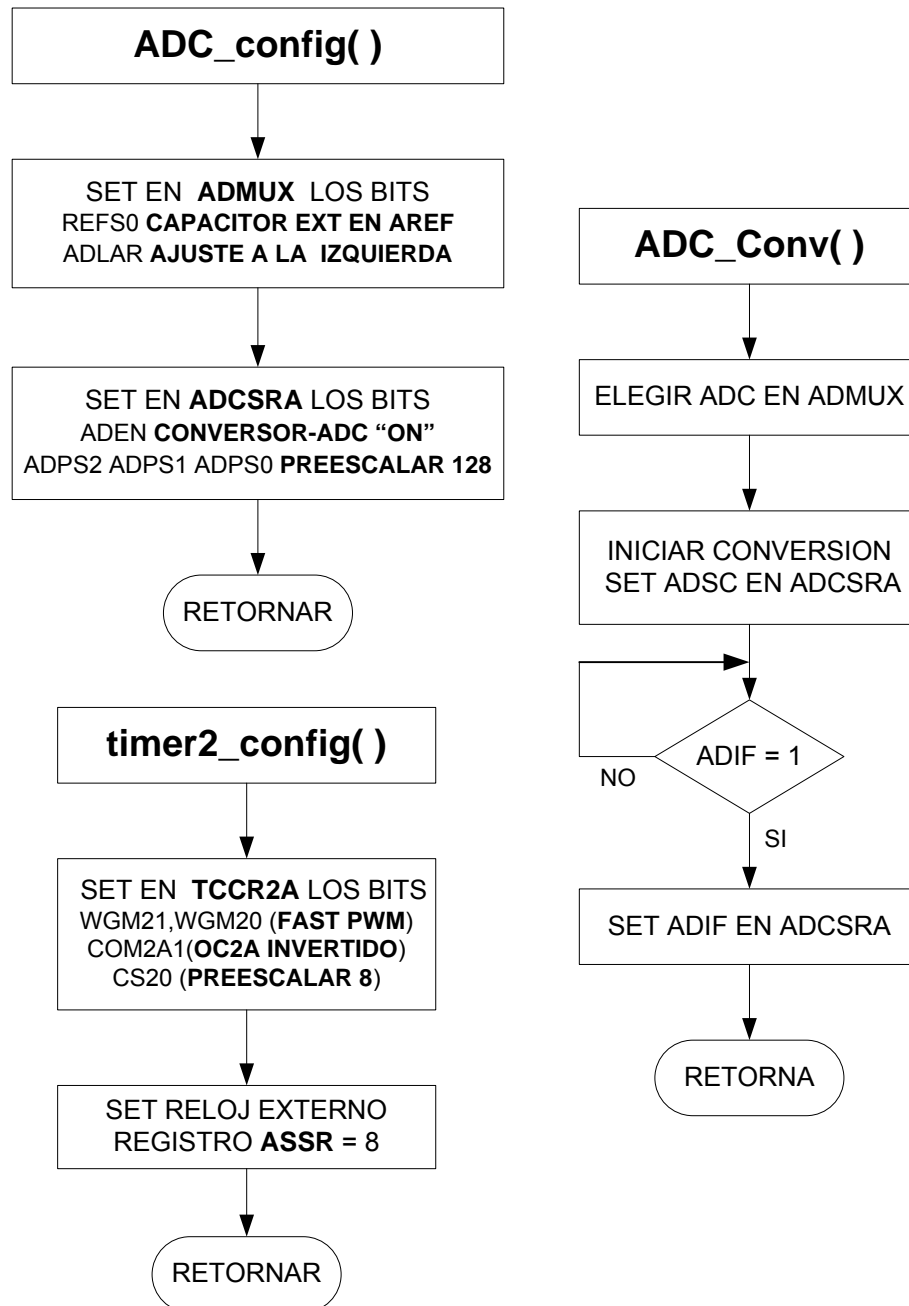 ADC_config( )
SET EN ADMUX LOS BITS
REFS0 CAPACITOR EXT EN AREF
ADLAR AJUSTE A LA IZQUIERDA
SET EN ADCSRA LOS BITS
ADEN CONVERSOR-ADC “ON”
ADPS2 ADPS1 ADPS0 PREESCALAR 128
RETORNAR
timer2_config( )
SET EN TCCR2A LOS BITS
WGM21,WGM20 (FAST PWM)
COM2A1(OC2A INVERTIDO)
CS20 (PREESCALAR 8)
SET RELOJ EXTERNO
REGISTRO ASSR = 8
RETORNAR
ADC_Conv( )
ELEGIR ADC EN ADMUX
INICIAR CONVERSION
SET ADSC EN ADCSRA
ADIF = 1
NO
SI
SET ADIF EN ADCSRA
RETORNA